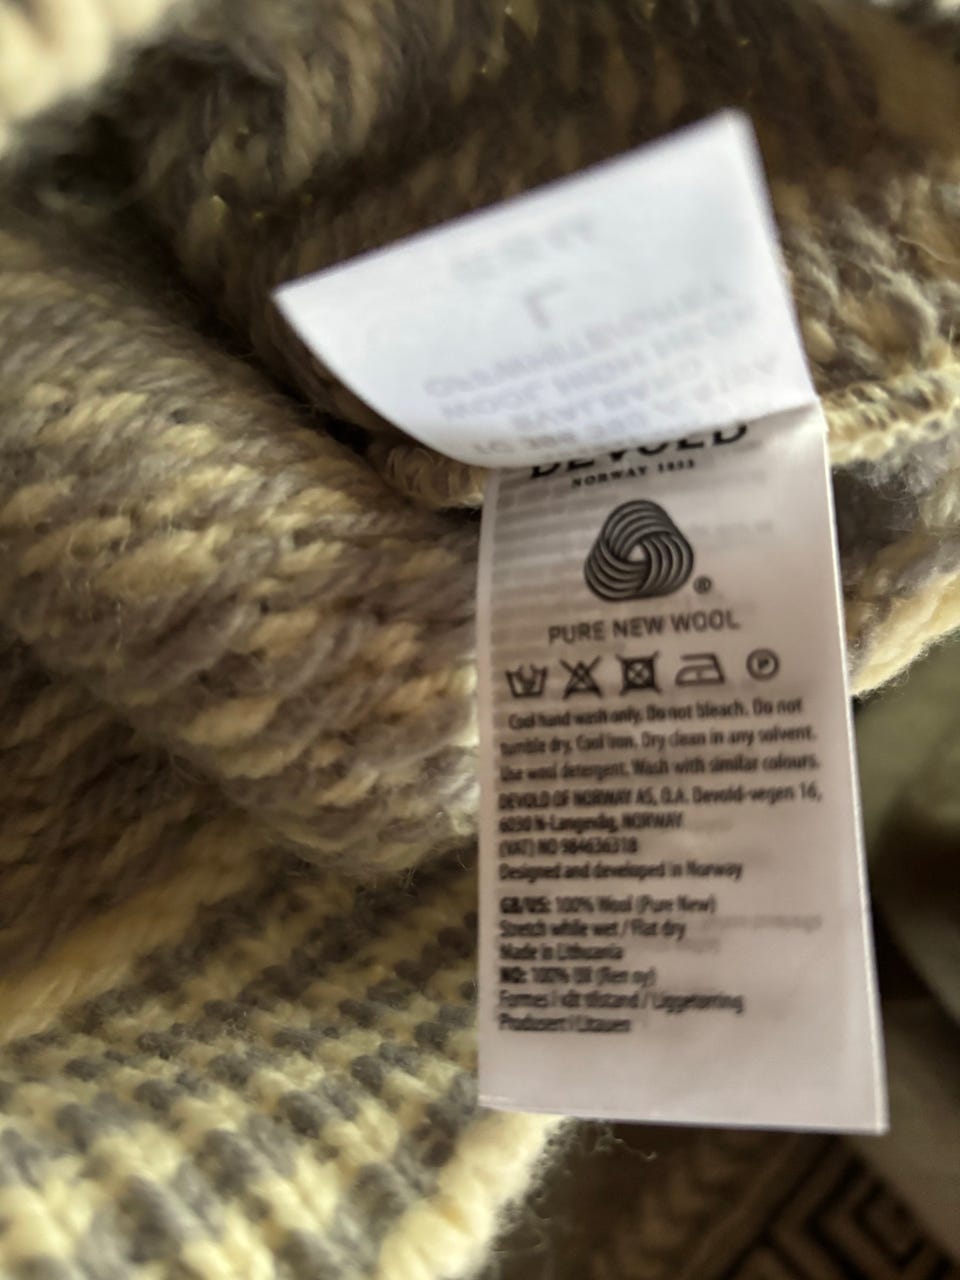 DEVOLD
NORWAY 1853
®
PURE NEW WOOL
P
Cool hand wash only. Do not bleach. Do not
tumble dry. Cool iron. Dry clean in any solvent.
Use wool detergent. Wash with similar colours.
DEVOLD OF NORWAY AS, O.A. Devold-vegen 16,
6030 N-Langevåg, NORWAY
(VAT) NO 984636318
Designed and developed in Norway
GB/US: 100% Wool (Pure New)
Stretch while wet / Flat dry
Made in Lithuania
NO: 100% Ull (Ren ny)
Formes i våt tilstand / Liggetørring
Produsert i Litauen